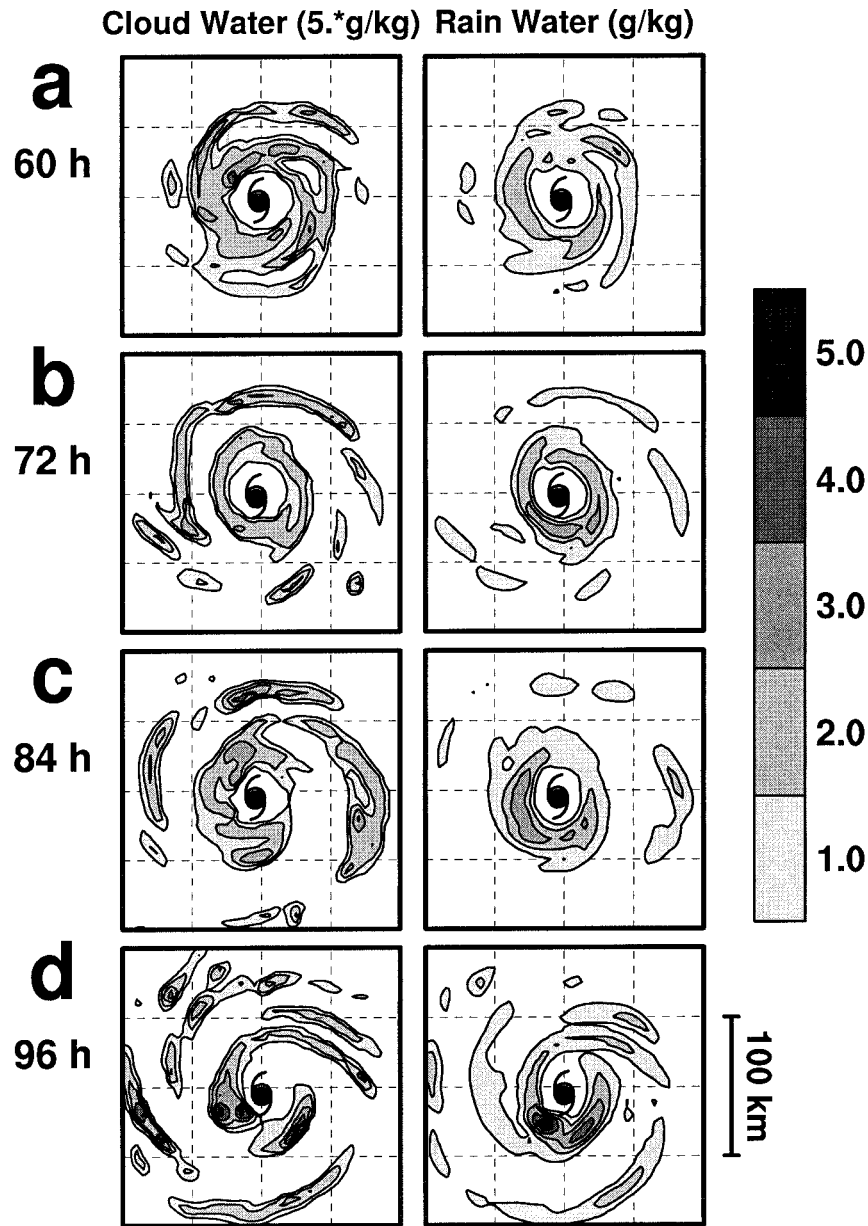 Cloud Water (5.*g/kg) Rain Water (g/kg)
a
60 h
b
72 h
c
84 h
d
96 h
5.0
4.0
3.0
2.0
1.0
100 km